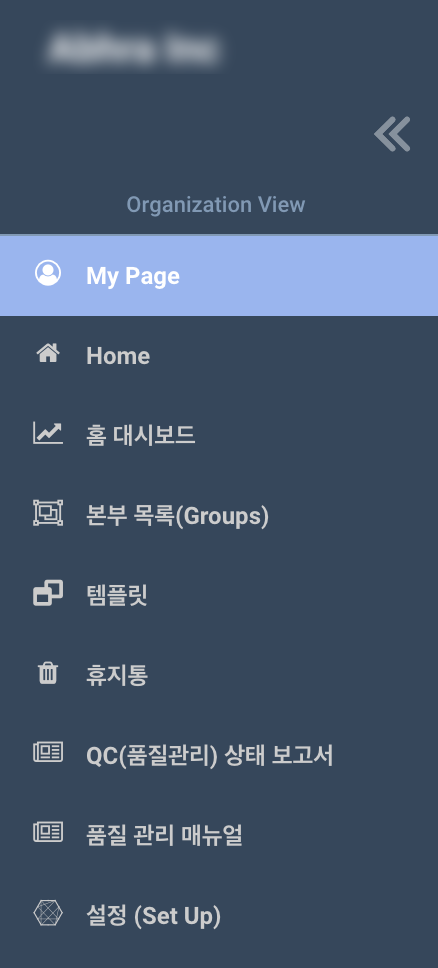 Organization View
My Page
Home
홈 대시보드
본부 목록(Groups)
템플릿
휴지통
QC(품질관리) 상태 보고서
품질 관리 매뉴얼
설정 (Set Up)